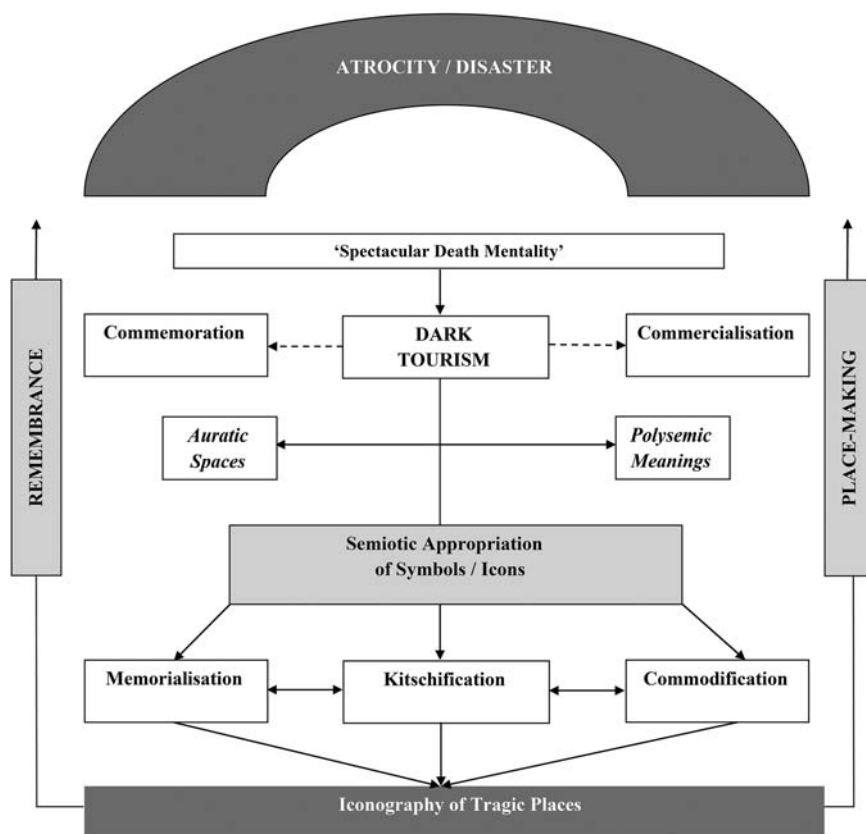 ATROCITY / DISASTER
'Spectacular Death Mentality'
Commemoration
DARK
TOURISM
Commercialisation
REMEMBRANCE
PLACE-MAKING
Auratic
Spaces
Polysemic
Meanings
Semiotic Appropriation
of Symbols / Icons
Memorialisation
Kitschification
Commodification
Iconography of Tragic Places